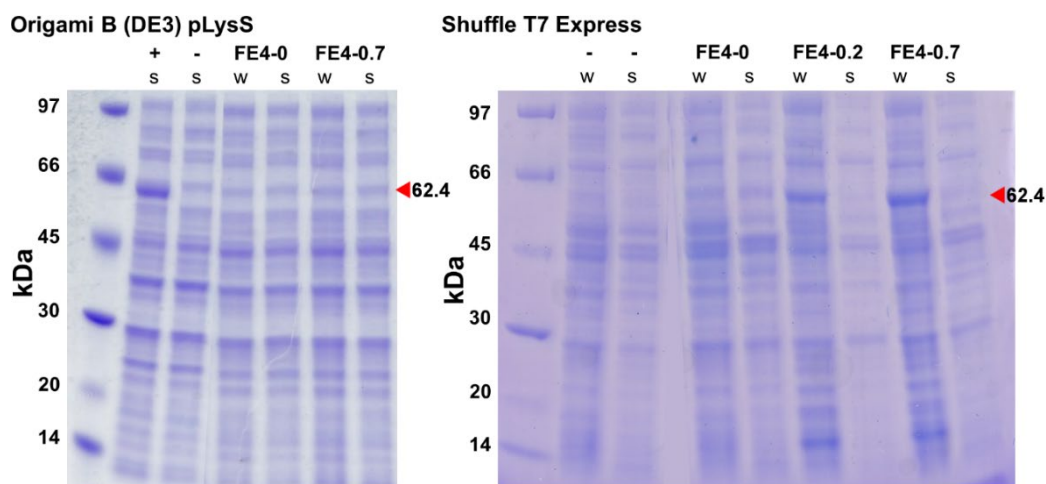 Origami B (DE3) pLysS
+ - FE4-0 FE4-0.7
s s w s w s
97
66
45
30
20
14
kDa
62.4
Shuffle T7 Express
- - FE4-0 FE4-0.2 FE4-0.7
w s w s w s w s
97
66
45
30
20
14
kDa
62.4